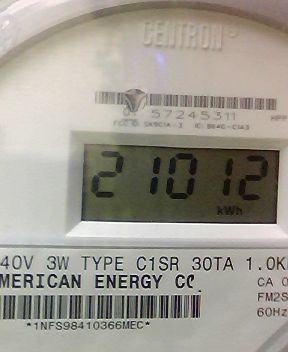 CENTRON®
57245311
21012
kWh
40V 3W TYPE C1SR 30TA 1.0K
MERICAN ENERGY CO.
CA 0
FM2S
60Hz
*1NFS98410366MEC*